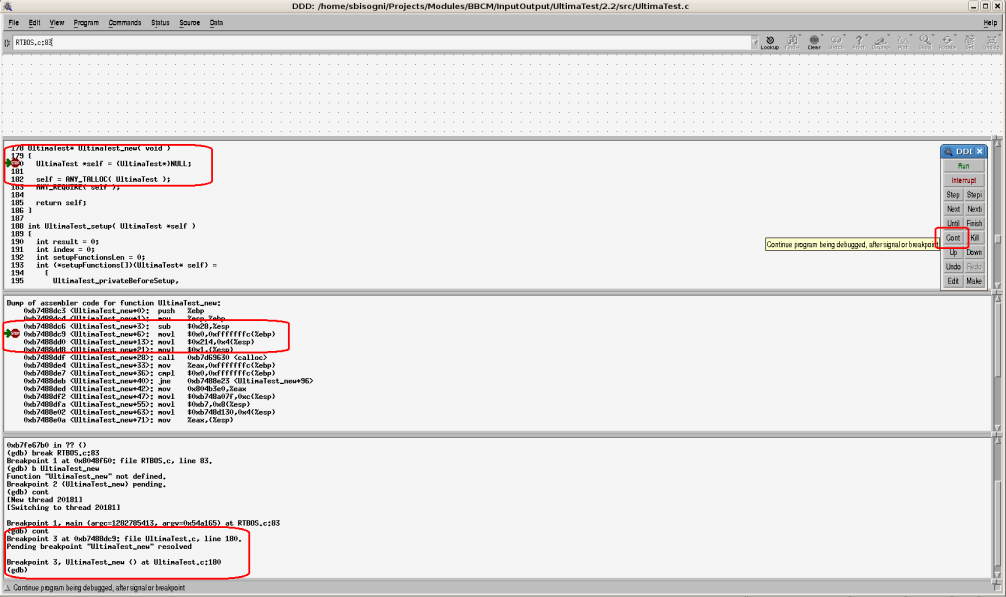 DDD: /home/sbisogni/Projects/Modules/BBCM/InputOutput/UltimaTest/2.2/src/UltimaTest.c
File Edit View Program Commands Status Source Data Help
(): RTBOS.c:83
Lookup Clear
178 UltimaTest* UltimaTest_new( void )
179 {
UltimaTest *self = (UltimaTest*)NULL;
181
182 self = ANY_TALLOC( UltimaTest );
183 ANY_REQUIRE( self );
184
185 return self;
186 }
187
188 int UltimaTest_setup( UltimaTest *self )
189 {
190 int result = 0;
191 int index = 0;
192 int setupFunctionsLen = 0;
193 int (*setupFunctions[])(UltimaTest* self) =
194 {
195 UltimaTest_privateBeforeSetup,
DDD
Run
Interrupt
Step Stepi
Next Nexti
Until Finish
Cont Kill
Up Down
Undo Redo
Edit Make
Continue program being debugged, after signal or breakpoint
Dump of assembler code for function UltimaTest_new:
0xb7488dc3 <UltimaTest_new+0>: push %ebp
0xb7488dc4 <UltimaTest_new+1>: mov %esp,%ebp
0xb7488dc6 <UltimaTest_new+3>: sub $0x28,%esp
0xb7488dc9 <UltimaTest_new+6>: movl $0x0,0xfffffffc(%ebp)
0xb7488dd0 <UltimaTest_new+13>: movl $0x214,0x4(%esp)
0xb7488dd8 <UltimaTest_new+21>: movl $0x1,(%esp)
0xb7488ddf <UltimaTest_new+28>: call 0xb7d69630 <calloc>
0xb7488de4 <UltimaTest_new+33>: mov %eax,0xfffffffc(%ebp)
0xb7488de7 <UltimaTest_new+36>: cmpl $0x0,0xfffffffc(%ebp)
0xb7488deb <UltimaTest_new+40>: jne 0xb7488e23 <UltimaTest_new+96>
0xb7488ded <UltimaTest_new+42>: mov 0x804b3e0,%eax
0xb7488df2 <UltimaTest_new+47>: movl $0xb748a07f,0xc(%esp)
0xb7488dfa <UltimaTest_new+55>: movl $0xb7,0x8(%esp)
0xb7488e02 <UltimaTest_new+63>: movl $0xb748d130,0x4(%esp)
0xb7488e0a <UltimaTest_new+71>: mov %eax,(%esp)
0xb7fe67b0 in ?? ()
(gdb) break RTBOS.c:83
Breakpoint 1 at 0x8048f60: file RTBOS.c, line 83.
(gdb) b UltimaTest_new
Function "UltimaTest_new" not defined.
Breakpoint 2 (UltimaTest_new) pending.
(gdb) cont
[New thread 20181]
[Switching to thread 20181]
Breakpoint 1, main (argc=1282785413, argv=0x54a165) at RTBOS.c:83
(gdb) cont
Breakpoint 3 at 0xb7488dc9: file UltimaTest.c, line 180.
Pending breakpoint "UltimaTest_new" resolved
Breakpoint 3, UltimaTest_new () at UltimaTest.c:180
(gdb)
Continue program being debugged, after signal or breakpoint